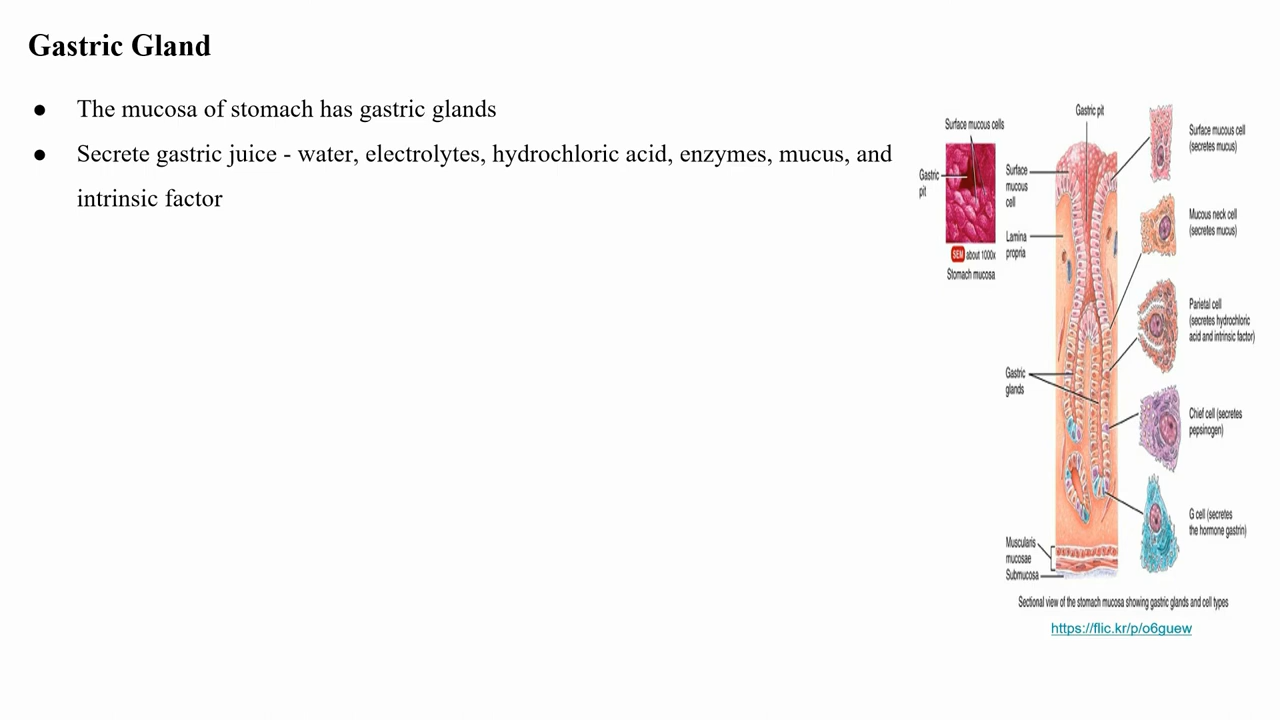 Gastric Gland
● The mucosa of stomach has gastric glands
● Secrete gastric juice - water, electrolytes, hydrochloric acid, enzymes, mucus, and
intrinsic factor
Surface mucous cells
Gastric
pit
SEM about 1000x
Stomach mucosa
Gastric pit
Surface
mucous
cell
Lamina
propria
Gastric
glands
Muscularis
mucosae
Submucosa
Surface mucous cell
(secretes mucus)
Mucous neck cell
(secretes mucus)
Parietal cell
(secretes hydrochloric
acid and intrinsic factor)
Chief cell (secretes
pepsinogen)
G cell (secretes
the hormone gastrin)
Sectional view of the stomach mucosa showing gastric glands and cell types
https://flic.kr/p/o6guew